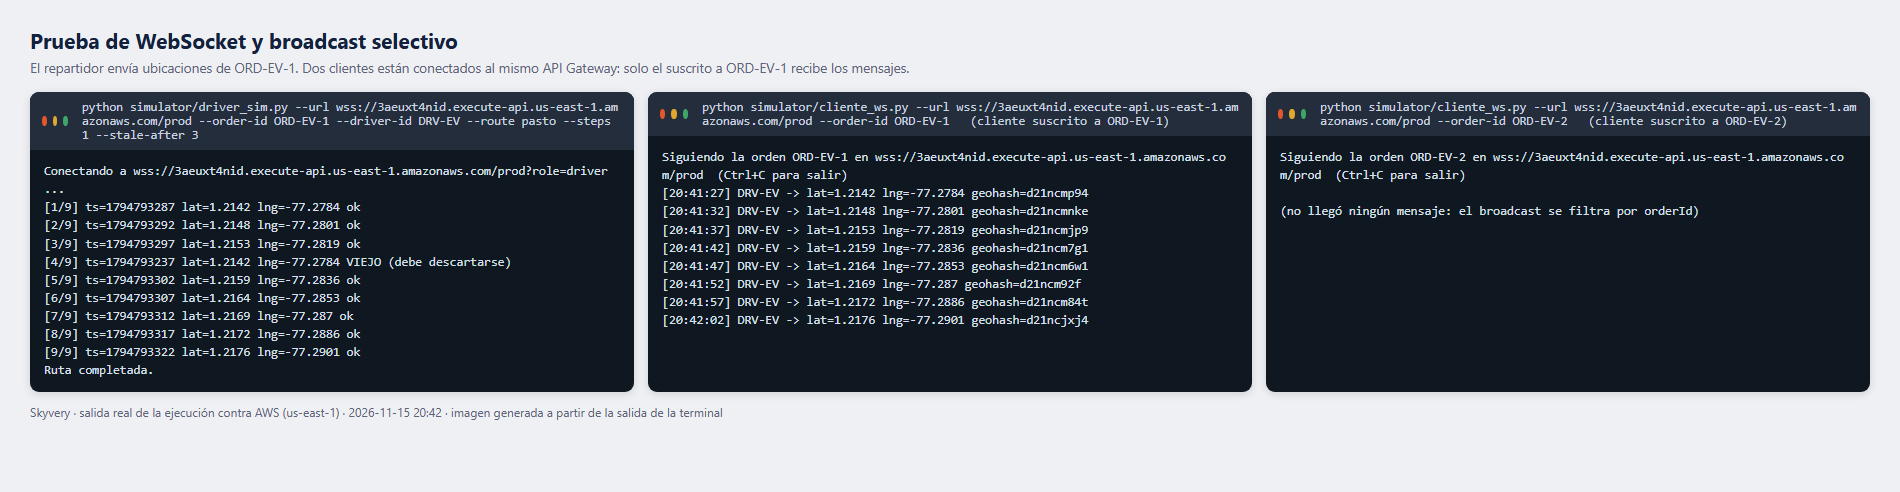 Prueba de WebSocket y broadcast selectivo
El repartidor envía ubicaciones de ORD-EV-1. Dos clientes están conectados al mismo API Gateway: solo el suscrito a ORD-EV-1 recibe los mensajes.
python simulator/driver_sim.py --url wss://3aeuxt4nid.execute-api.us-east-1.am
azonaws.com/prod --order-id ORD-EV-1 --driver-id DRV-EV --route pasto --steps
1 --stale-after 3
Conectando a wss://3aeuxt4nid.execute-api.us-east-1.amazonaws.com/prod?role=driver
...
[1/9] ts=1794793287 lat=1.2142 lng=-77.2784 ok
[2/9] ts=1794793292 lat=1.2148 lng=-77.2801 ok
[3/9] ts=1794793297 lat=1.2153 lng=-77.2819 ok
[4/9] ts=1794793237 lat=1.2142 lng=-77.2784 VIEJO (debe descartarse)
[5/9] ts=1794793302 lat=1.2159 lng=-77.2836 ok
[6/9] ts=1794793307 lat=1.2164 lng=-77.2853 ok
[7/9] ts=1794793312 lat=1.2169 lng=-77.287 ok
[8/9] ts=1794793317 lat=1.2172 lng=-77.2886 ok
[9/9] ts=1794793322 lat=1.2176 lng=-77.2901 ok
Ruta completada.
python simulator/cliente_ws.py --url wss://3aeuxt4nid.execute-api.us-east-1.am
azonaws.com/prod --order-id ORD-EV-1 (cliente suscrito a ORD-EV-1)
Siguiendo la orden ORD-EV-1 en wss://3aeuxt4nid.execute-api.us-east-1.amazonaws.co
m/prod (Ctrl+C para salir)
[20:41:27] DRV-EV -> lat=1.2142 lng=-77.2784 geohash=d21ncmp94
[20:41:32] DRV-EV -> lat=1.2148 lng=-77.2801 geohash=d21ncmnke
[20:41:37] DRV-EV -> lat=1.2153 lng=-77.2819 geohash=d21ncmjp9
[20:41:42] DRV-EV -> lat=1.2159 lng=-77.2836 geohash=d21ncm7g1
[20:41:47] DRV-EV -> lat=1.2164 lng=-77.2853 geohash=d21ncm6w1
[20:41:52] DRV-EV -> lat=1.2169 lng=-77.287 geohash=d21ncm92f
[20:41:57] DRV-EV -> lat=1.2172 lng=-77.2886 geohash=d21ncm84t
[20:42:02] DRV-EV -> lat=1.2176 lng=-77.2901 geohash=d21ncjxj4
python simulator/cliente_ws.py --url wss://3aeuxt4nid.execute-api.us-east-1.am
azonaws.com/prod --order-id ORD-EV-2 (cliente suscrito a ORD-EV-2)
Siguiendo la orden ORD-EV-2 en wss://3aeuxt4nid.execute-api.us-east-1.amazonaws.co
m/prod (Ctrl+C para salir)
(no llegó ningún mensaje: el broadcast se filtra por orderId)
Skyvery · salida real de la ejecución contra AWS (us-east-1) · 2026-11-15 20:42 · imagen generada a partir de la salida de la terminal